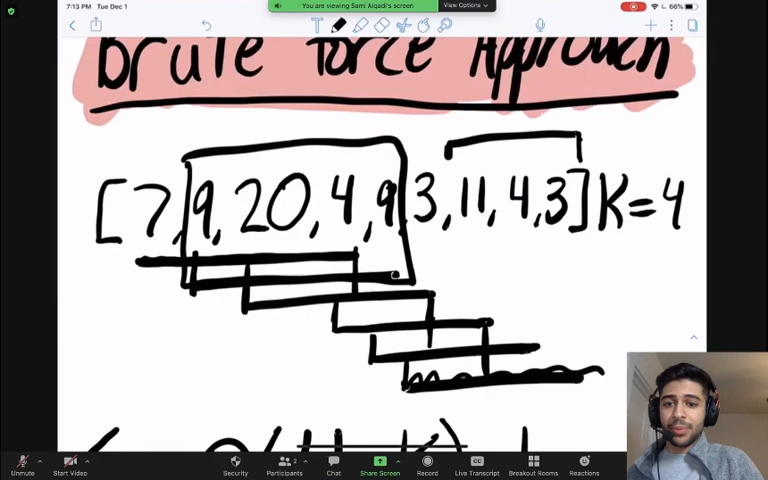 7:13 PM Tue Dec 1
You are viewing Sami Alqadi's screen
View Options
66%
Brute force Approach
[7,9,20,4,9,3,11,4,3] K=4
Unmute
Start Video
Security
Participants
2
Chat
Share Screen
Record
CC
Live Transcript
Breakout Rooms
Reactions